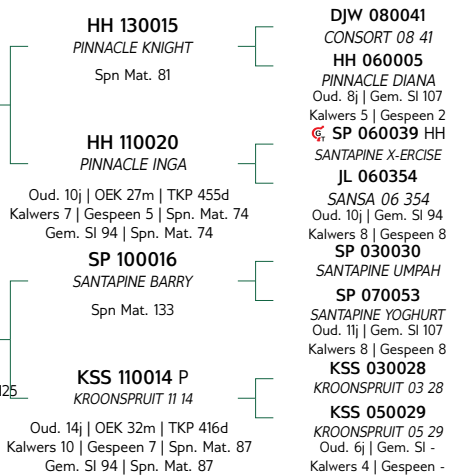 HH 130015
PINNACLE KNIGHT
Spn Mat. 81
HH 110020
PINNACLE INGA
Oud. 10j | OEK 27m | TKP 455d
Kalwers 7 | Gespeen 5 | Spn. Mat. 74
Gem. SI 94 | Spn. Mat. 74
SP 100016
SANTAPINE BARRY
Spn Mat. 133
125
KSS 110014 P
KROONSPRUIT 11 14
Oud. 14j | OEK 32m | TKP 416d
Kalwers 10 | Gespeen 7 | Spn. Mat. 87
Gem. SI 94 | Spn. Mat. 87
DJW 080041
CONSORT 08 41
HH 060005
PINNACLE DIANA
Oud. 8j | Gem. SI 107
Kalwers 5 | Gespeen 2
SP 060039 HH
SANTAPINE X-ERCISE
JL 060354
SANSA 06 354
Oud. 10j | Gem. SI 94
Kalwers 8 | Gespeen 8
SP 030030
SANTAPINE UMPAH
SP 070053
SANTAPINE YOGHURT
Oud. 11j | Gem. SI 107
Kalwers 8 | Gespeen 8
KSS 030028
KROONSPRUIT 03 28
KSS 050029
KROONSPRUIT 05 29
Oud. 6j | Gem. SI -
Kalwers 4 | Gespeen -